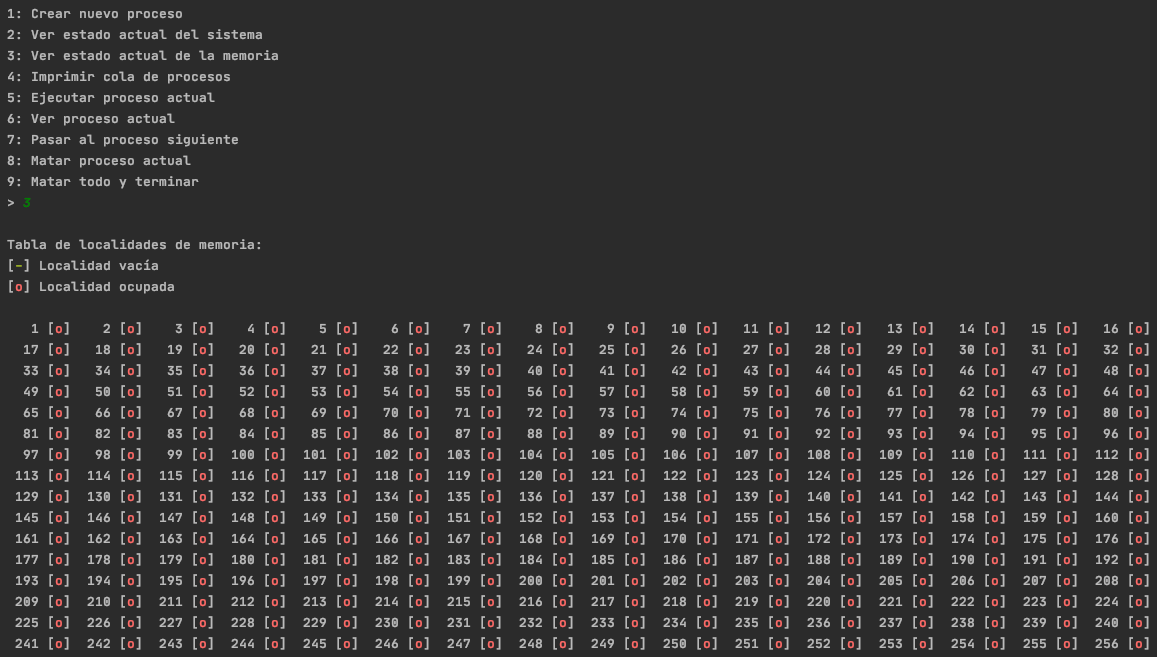 1: Crear nuevo proceso
2: Ver estado actual del sistema
3: Ver estado actual de la memoria
4: Imprimir cola de procesos
5: Ejecutar proceso actual
6: Ver proceso actual
7: Pasar al proceso siguiente
8: Matar proceso actual
9: Matar todo y terminar
> 3
Tabla de localidades de memoria:
[-] Localidad vacía
[o] Localidad ocupada
1 [o] 2 [o] 3 [o] 4 [o] 5 [o] 6 [o] 7 [o] 8 [o] 9 [o] 10 [o] 11 [o] 12 [o] 13 [o] 14 [o] 15 [o] 16 [o]
17 [o] 18 [o] 19 [o] 20 [o] 21 [o] 22 [o] 23 [o] 24 [o] 25 [o] 26 [o] 27 [o] 28 [o] 29 [o] 30 [o] 31 [o] 32 [o]
33 [o] 34 [o] 35 [o] 36 [o] 37 [o] 38 [o] 39 [o] 40 [o] 41 [o] 42 [o] 43 [o] 44 [o] 45 [o] 46 [o] 47 [o] 48 [o]
49 [o] 50 [o] 51 [o] 52 [o] 53 [o] 54 [o] 55 [o] 56 [o] 57 [o] 58 [o] 59 [o] 60 [o] 61 [o] 62 [o] 63 [o] 64 [o]
65 [o] 66 [o] 67 [o] 68 [o] 69 [o] 70 [o] 71 [o] 72 [o] 73 [o] 74 [o] 75 [o] 76 [o] 77 [o] 78 [o] 79 [o] 80 [o]
81 [o] 82 [o] 83 [o] 84 [o] 85 [o] 86 [o] 87 [o] 88 [o] 89 [o] 90 [o] 91 [o] 92 [o] 93 [o] 94 [o] 95 [o] 96 [o]
97 [o] 98 [o] 99 [o] 100 [o] 101 [o] 102 [o] 103 [o] 104 [o] 105 [o] 106 [o] 107 [o] 108 [o] 109 [o] 110 [o] 111 [o] 112 [o]
113 [o] 114 [o] 115 [o] 116 [o] 117 [o] 118 [o] 119 [o] 120 [o] 121 [o] 122 [o] 123 [o] 124 [o] 125 [o] 126 [o] 127 [o] 128 [o]
129 [o] 130 [o] 131 [o] 132 [o] 133 [o] 134 [o] 135 [o] 136 [o] 137 [o] 138 [o] 139 [o] 140 [o] 141 [o] 142 [o] 143 [o] 144 [o]
145 [o] 146 [o] 147 [o] 148 [o] 149 [o] 150 [o] 151 [o] 152 [o] 153 [o] 154 [o] 155 [o] 156 [o] 157 [o] 158 [o] 159 [o] 160 [o]
161 [o] 162 [o] 163 [o] 164 [o] 165 [o] 166 [o] 167 [o] 168 [o] 169 [o] 170 [o] 171 [o] 172 [o] 173 [o] 174 [o] 175 [o] 176 [o]
177 [o] 178 [o] 179 [o] 180 [o] 181 [o] 182 [o] 183 [o] 184 [o] 185 [o] 186 [o] 187 [o] 188 [o] 189 [o] 190 [o] 191 [o] 192 [o]
193 [o] 194 [o] 195 [o] 196 [o] 197 [o] 198 [o] 199 [o] 200 [o] 201 [o] 202 [o] 203 [o] 204 [o] 205 [o] 206 [o] 207 [o] 208 [o]
209 [o] 210 [o] 211 [o] 212 [o] 213 [o] 214 [o] 215 [o] 216 [o] 217 [o] 218 [o] 219 [o] 220 [o] 221 [o] 222 [o] 223 [o] 224 [o]
225 [o] 226 [o] 227 [o] 228 [o] 229 [o] 230 [o] 231 [o] 232 [o] 233 [o] 234 [o] 235 [o] 236 [o] 237 [o] 238 [o] 239 [o] 240 [o]
241 [o] 242 [o] 243 [o] 244 [o] 245 [o] 246 [o] 247 [o] 248 [o] 249 [o] 250 [o] 251 [o] 252 [o] 253 [o] 254 [o] 255 [o] 256 [o]